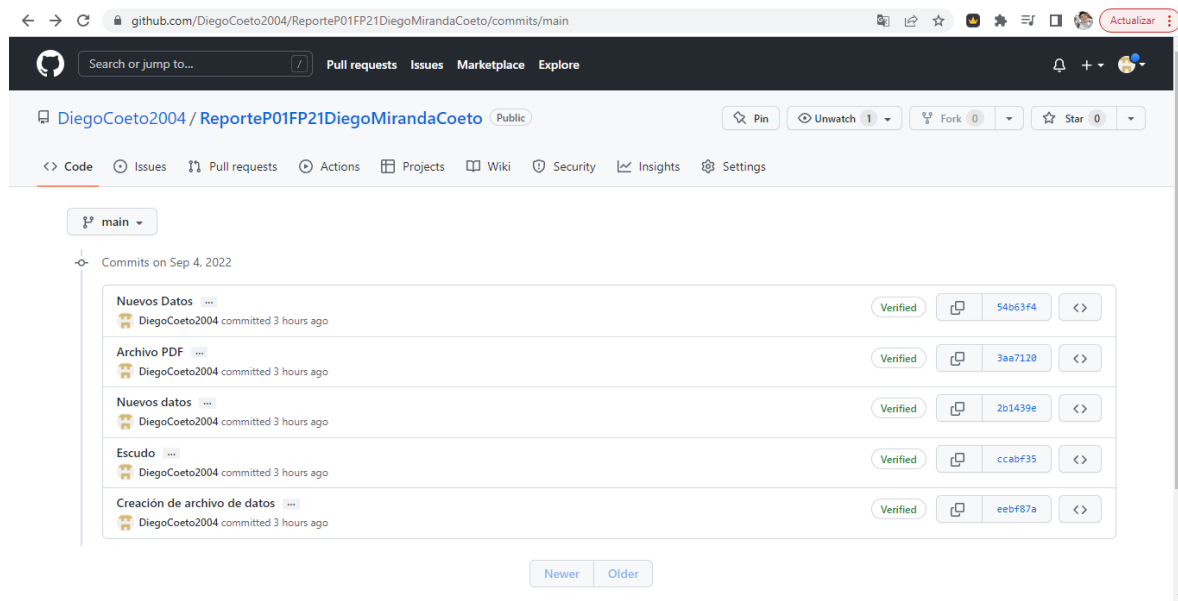 github.com/DiegoCoeto2004/ReporteP01FP21DiegoMirandaCoeto/commits/main Actualizar
Search or jump to... / Pull requests Issues Marketplace Explore
DiegoCoeto2004 / ReporteP01FP21DiegoMirandaCoeto Public Pin Unwatch 1 Fork 0 Star 0
<> Code Issues Pull requests Actions Projects Wiki Security Insights Settings
main
Commits on Sep 4, 2022
Nuevos Datos ...
DiegoCoeto2004 committed 3 hours ago Verified 54b63f4 <>
Archivo PDF ...
DiegoCoeto2004 committed 3 hours ago Verified 3aa7120 <>
Nuevos datos ...
DiegoCoeto2004 committed 3 hours ago Verified 2b1439e <>
Escudo ...
DiegoCoeto2004 committed 3 hours ago Verified ccabf35 <>
Creación de archivo de datos ...
DiegoCoeto2004 committed 3 hours ago Verified eebf87a <>
Newer Older